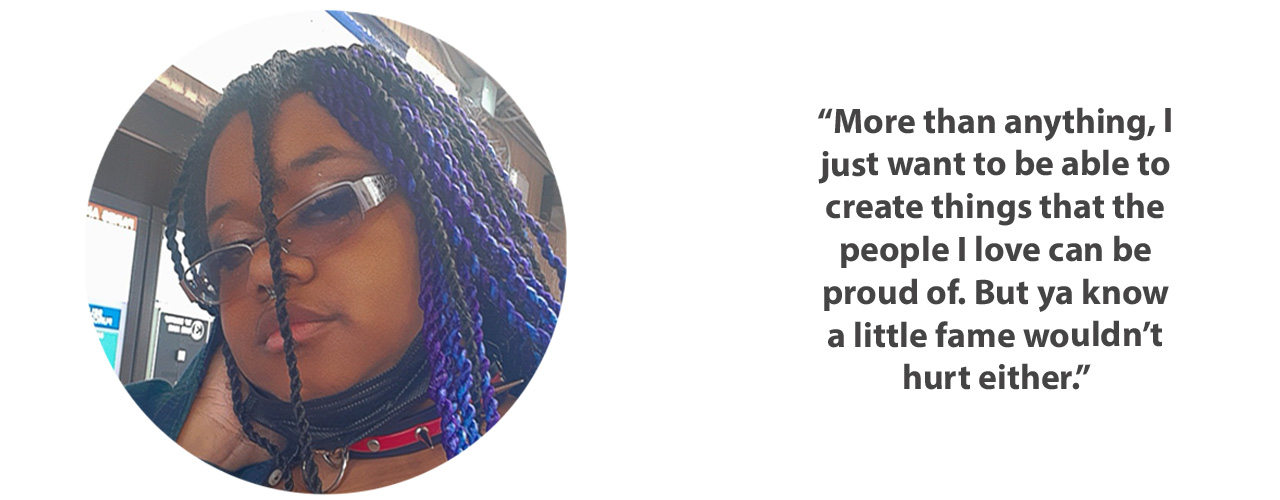 “More than anything, I
just want to be able to
create things that the
people I love can be
proud of. But ya know
a little fame wouldn’t
hurt either.”